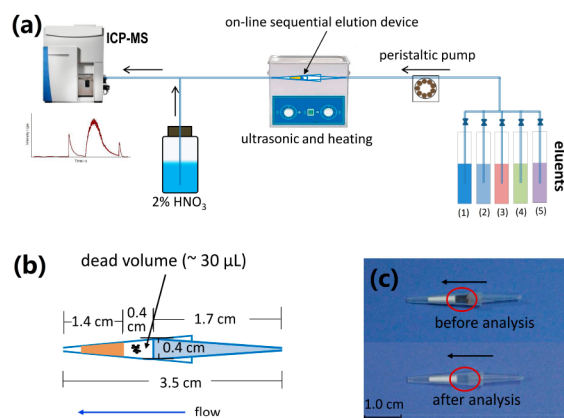 (a)
ICP-MS
on-line sequential elution device
peristaltic pump
ultrasonic and heating
2% HNO3
eluents
(1) (2) (3) (4) (5)
(b)
dead volume (~ 30 μL)
1.4 cm
0.4 cm
1.7 cm
0.4 cm
3.5 cm
flow
(c)
before analysis
after analysis
1.0 cm